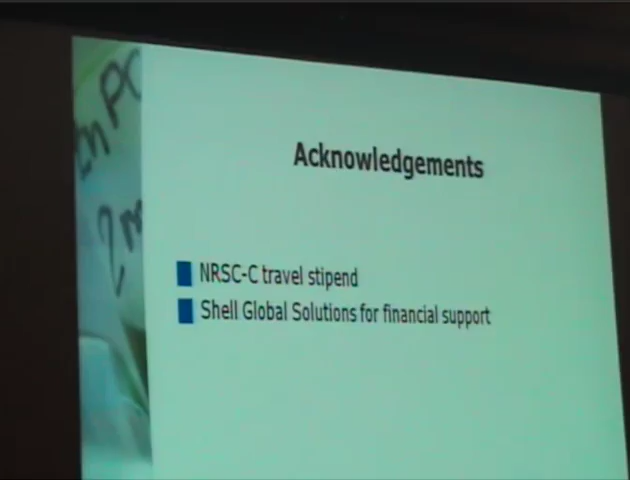 Acknowledgements
NRSC-C travel stipend
Shell Global Solutions for financial support